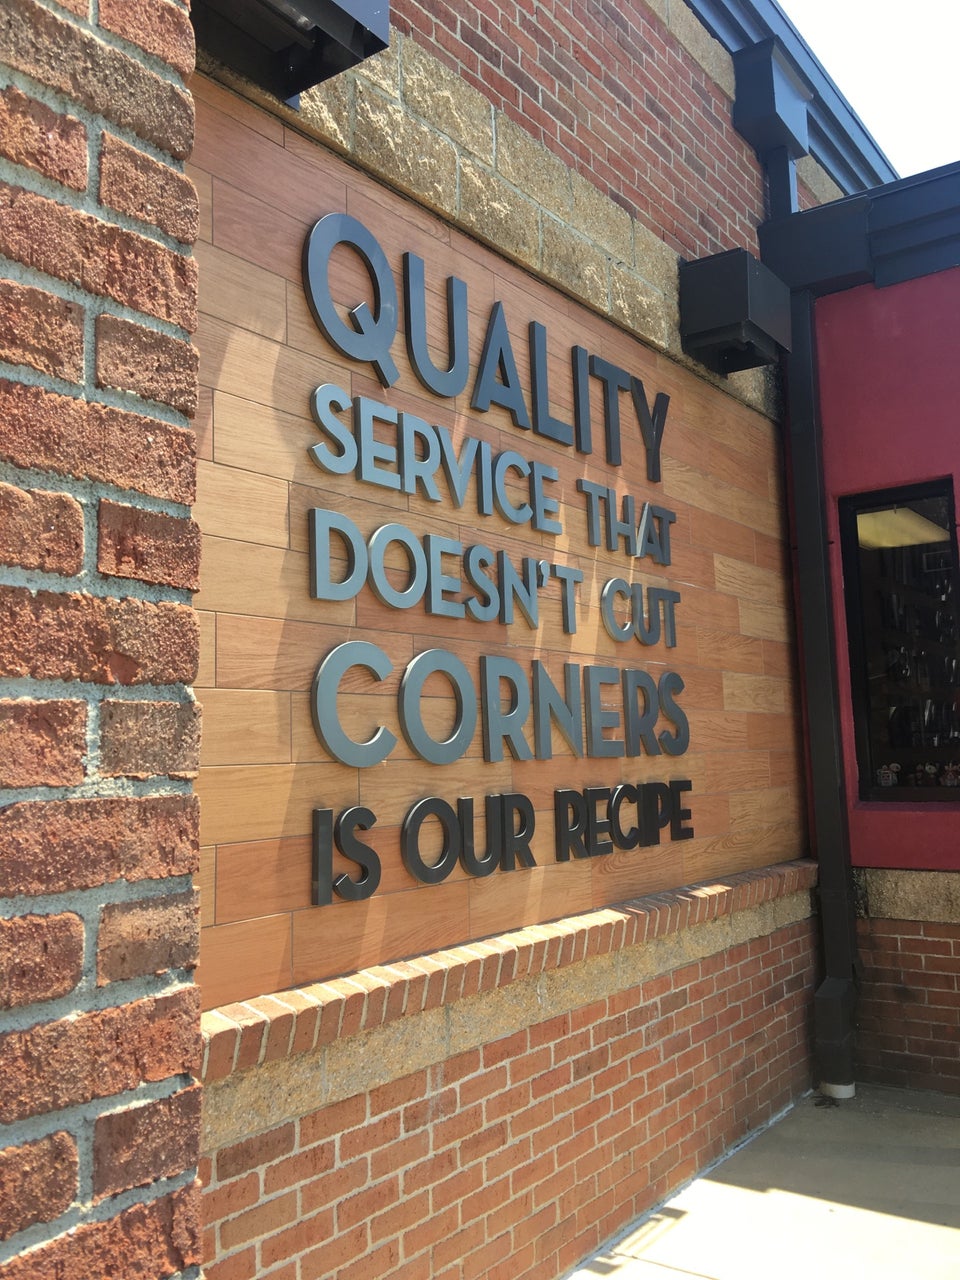 QUALITY
SERVICE THAT
DOESN'T CUT
CORNERS
IS OUR RECIPE